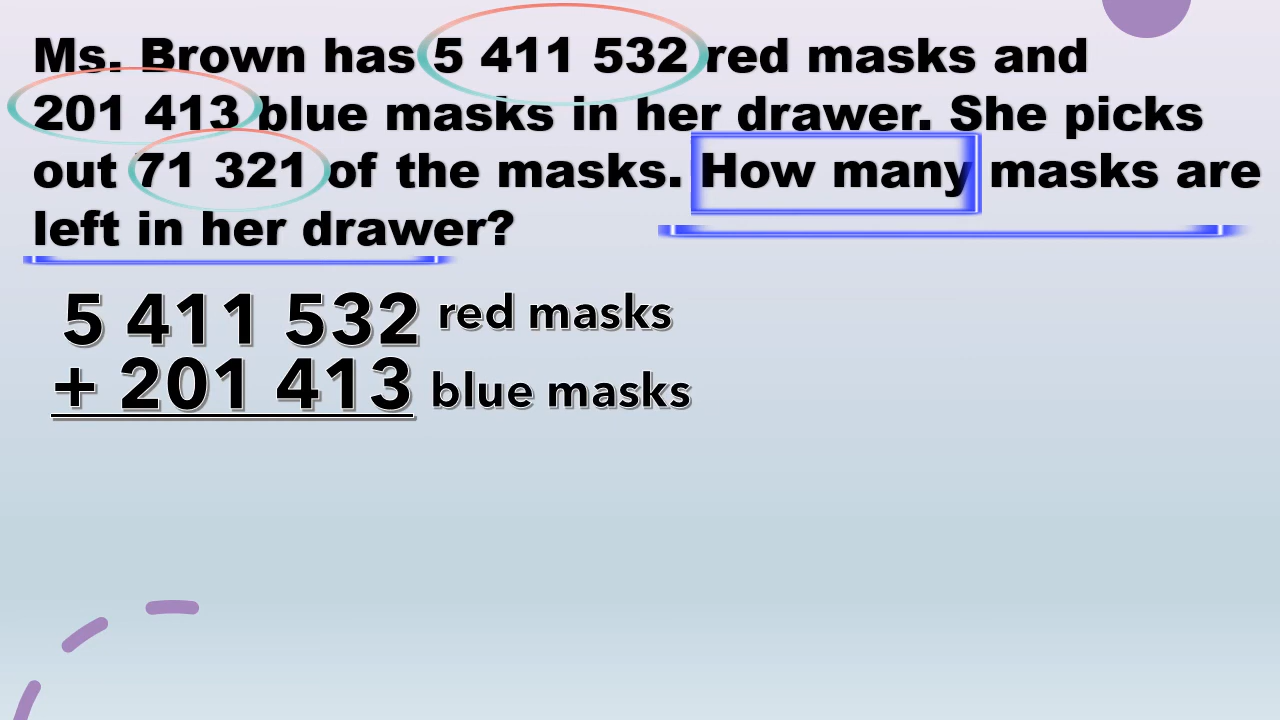 Ms. Brown has 5 411 532 red masks and
201 413 blue masks in her drawer. She picks
out 71 321 of the masks. How many masks are
left in her drawer?
5 411 532 red masks
+ 201 413 blue masks